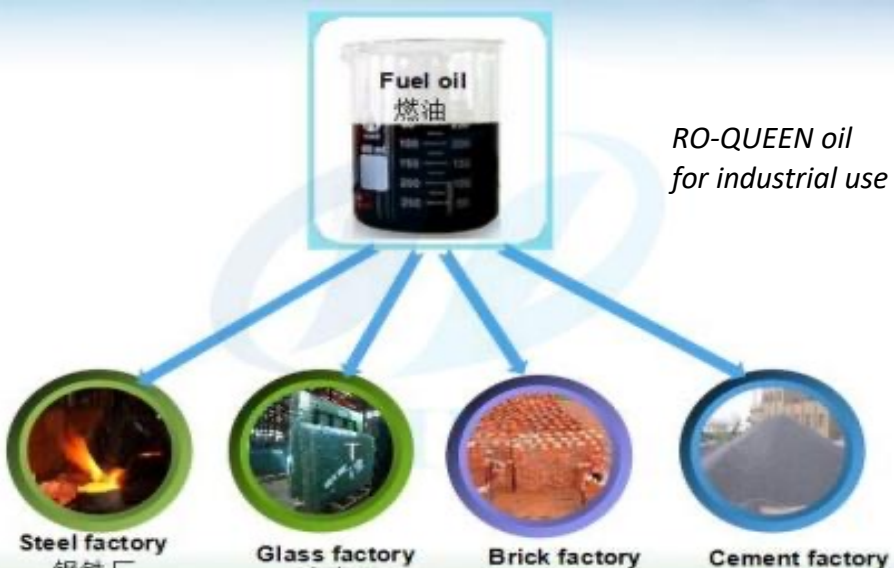 Fuel oil
燃油
RO-QUEEN oil
for industrial use
Steel factory
Glass factory
Brick factory
Cement factory